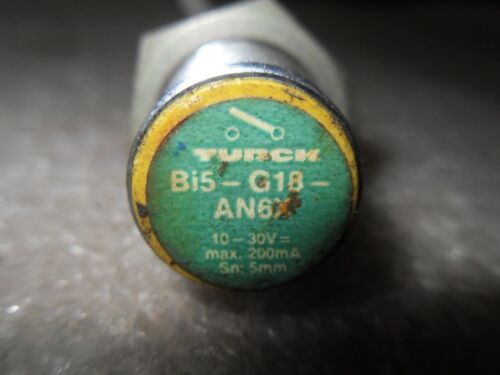 TURCK
Bi5-G18-
AN6X
10-30V=
max. 200mA
Sn: 5mm